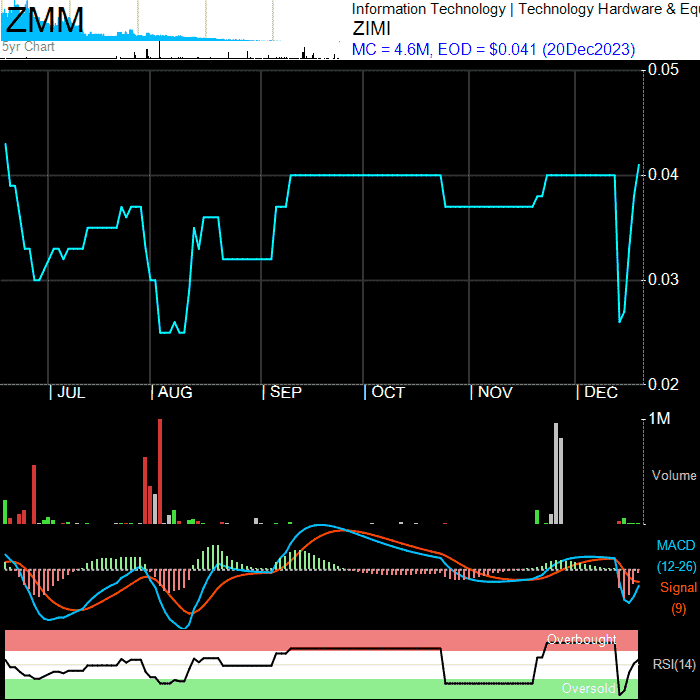 ZMM
5yr Chart
Information Technology | Technology Hardware & Equ
ZIMI
MC = 4.6M, EOD = $0.041 (20Dec2023)
0.05
0.04
0.03
0.02
| JUL | AUG | SEP | OCT | NOV | DEC
1M
Volume
MACD
(12-26)
Signal
(9)
Overbought
RSI(14)
Oversold